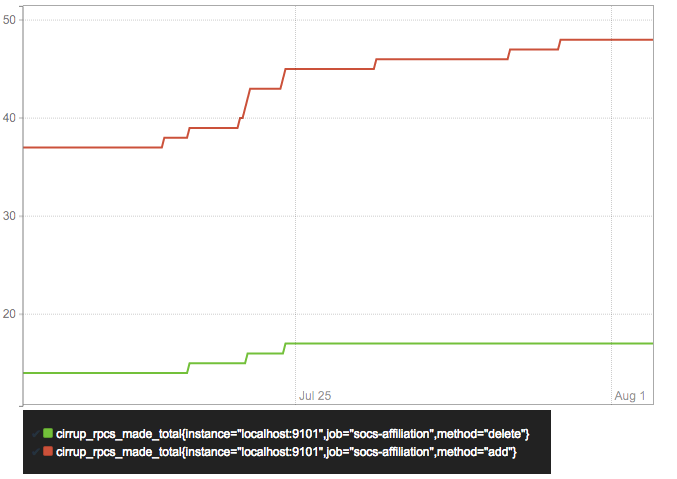 50
40
30
20
Jul 25
Aug 1
cirrup_rpcs_made_total{instance="localhost:9101",job="socs-affiliation",method="delete"}
cirrup_rpcs_made_total{instance="localhost:9101",job="socs-affiliation",method="add"}